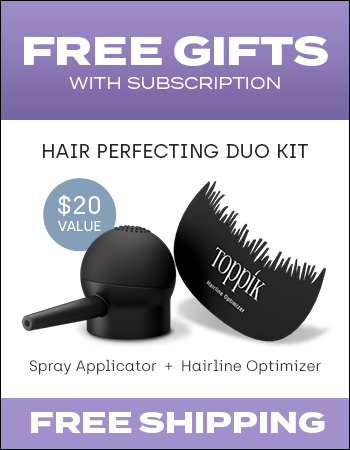 FREE GIFTS
WITH SUBSCRIPTION
HAIR PERFECTING DUO KIT
$20
VALUE
Toppik
Hairline Optimizer
Spray Applicator + Hairline Optimizer
FREE SHIPPING